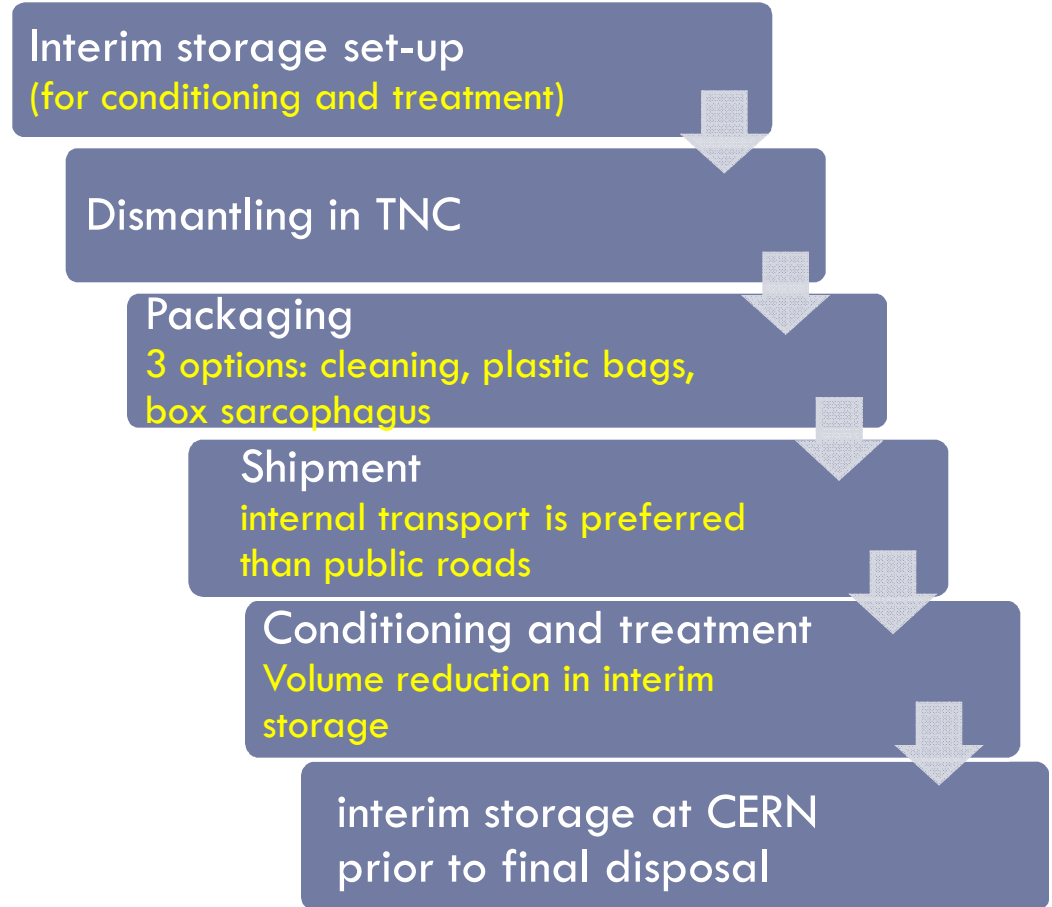 Interim storage set-up
(for conditioning and treatment)
Dismantling in TNC
Packaging
3 options: cleaning, plastic bags,
box sarcophagus
Shipment
internal transport is preferred
than public roads
Conditioning and treatment
Volume reduction in interim
storage
interim storage at CERN
prior to final disposal